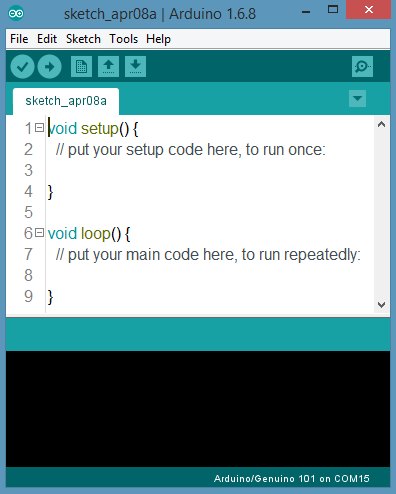 sketch_apr08a | Arduino 1.6.8
File Edit Sketch Tools Help
sketch_apr08a
1 void setup() {
2 // put your setup code here, to run once:
3
4 }
5
6 void loop() {
7 // put your main code here, to run repeatedly:
8
9 }
Arduino/Genuino 101 on COM15